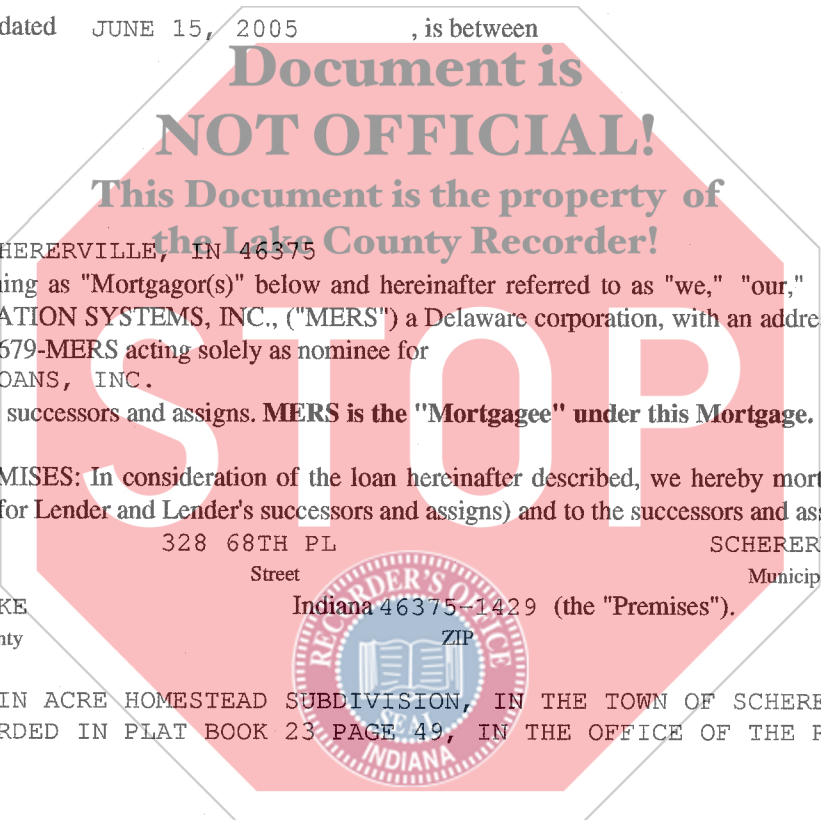 dated JUNE 15, 2005 , is between
Document is
NOT OFFICIAL!
This Document is the property of
the Lake County Recorder!
HERERVILLE, IN 46375
ing as "Mortgagor(s)" below and hereinafter referred to as "we," "our,"
ATION SYSTEMS, INC., ("MERS") a Delaware corporation, with an addre
679-MERS acting solely as nominee for
OANS, INC.
successors and assigns. MERS is the "Mortgagee" under this Mortgage.
STOP
MISES: In consideration of the loan hereinafter described, we hereby mort
for Lender and Lender's successors and assigns) and to the successors and ass
328 68TH PL SCHERER
Street Municip
KE Indiana 46375-1429 (the "Premises").
nty ZIP
RECORDER'S OFFICE
SEAL
INDIANA
IN ACRE HOMESTEAD SUBDIVISION, IN THE TOWN OF SCHERE
RDED IN PLAT BOOK 23 PAGE 49, IN THE OFFICE OF THE R